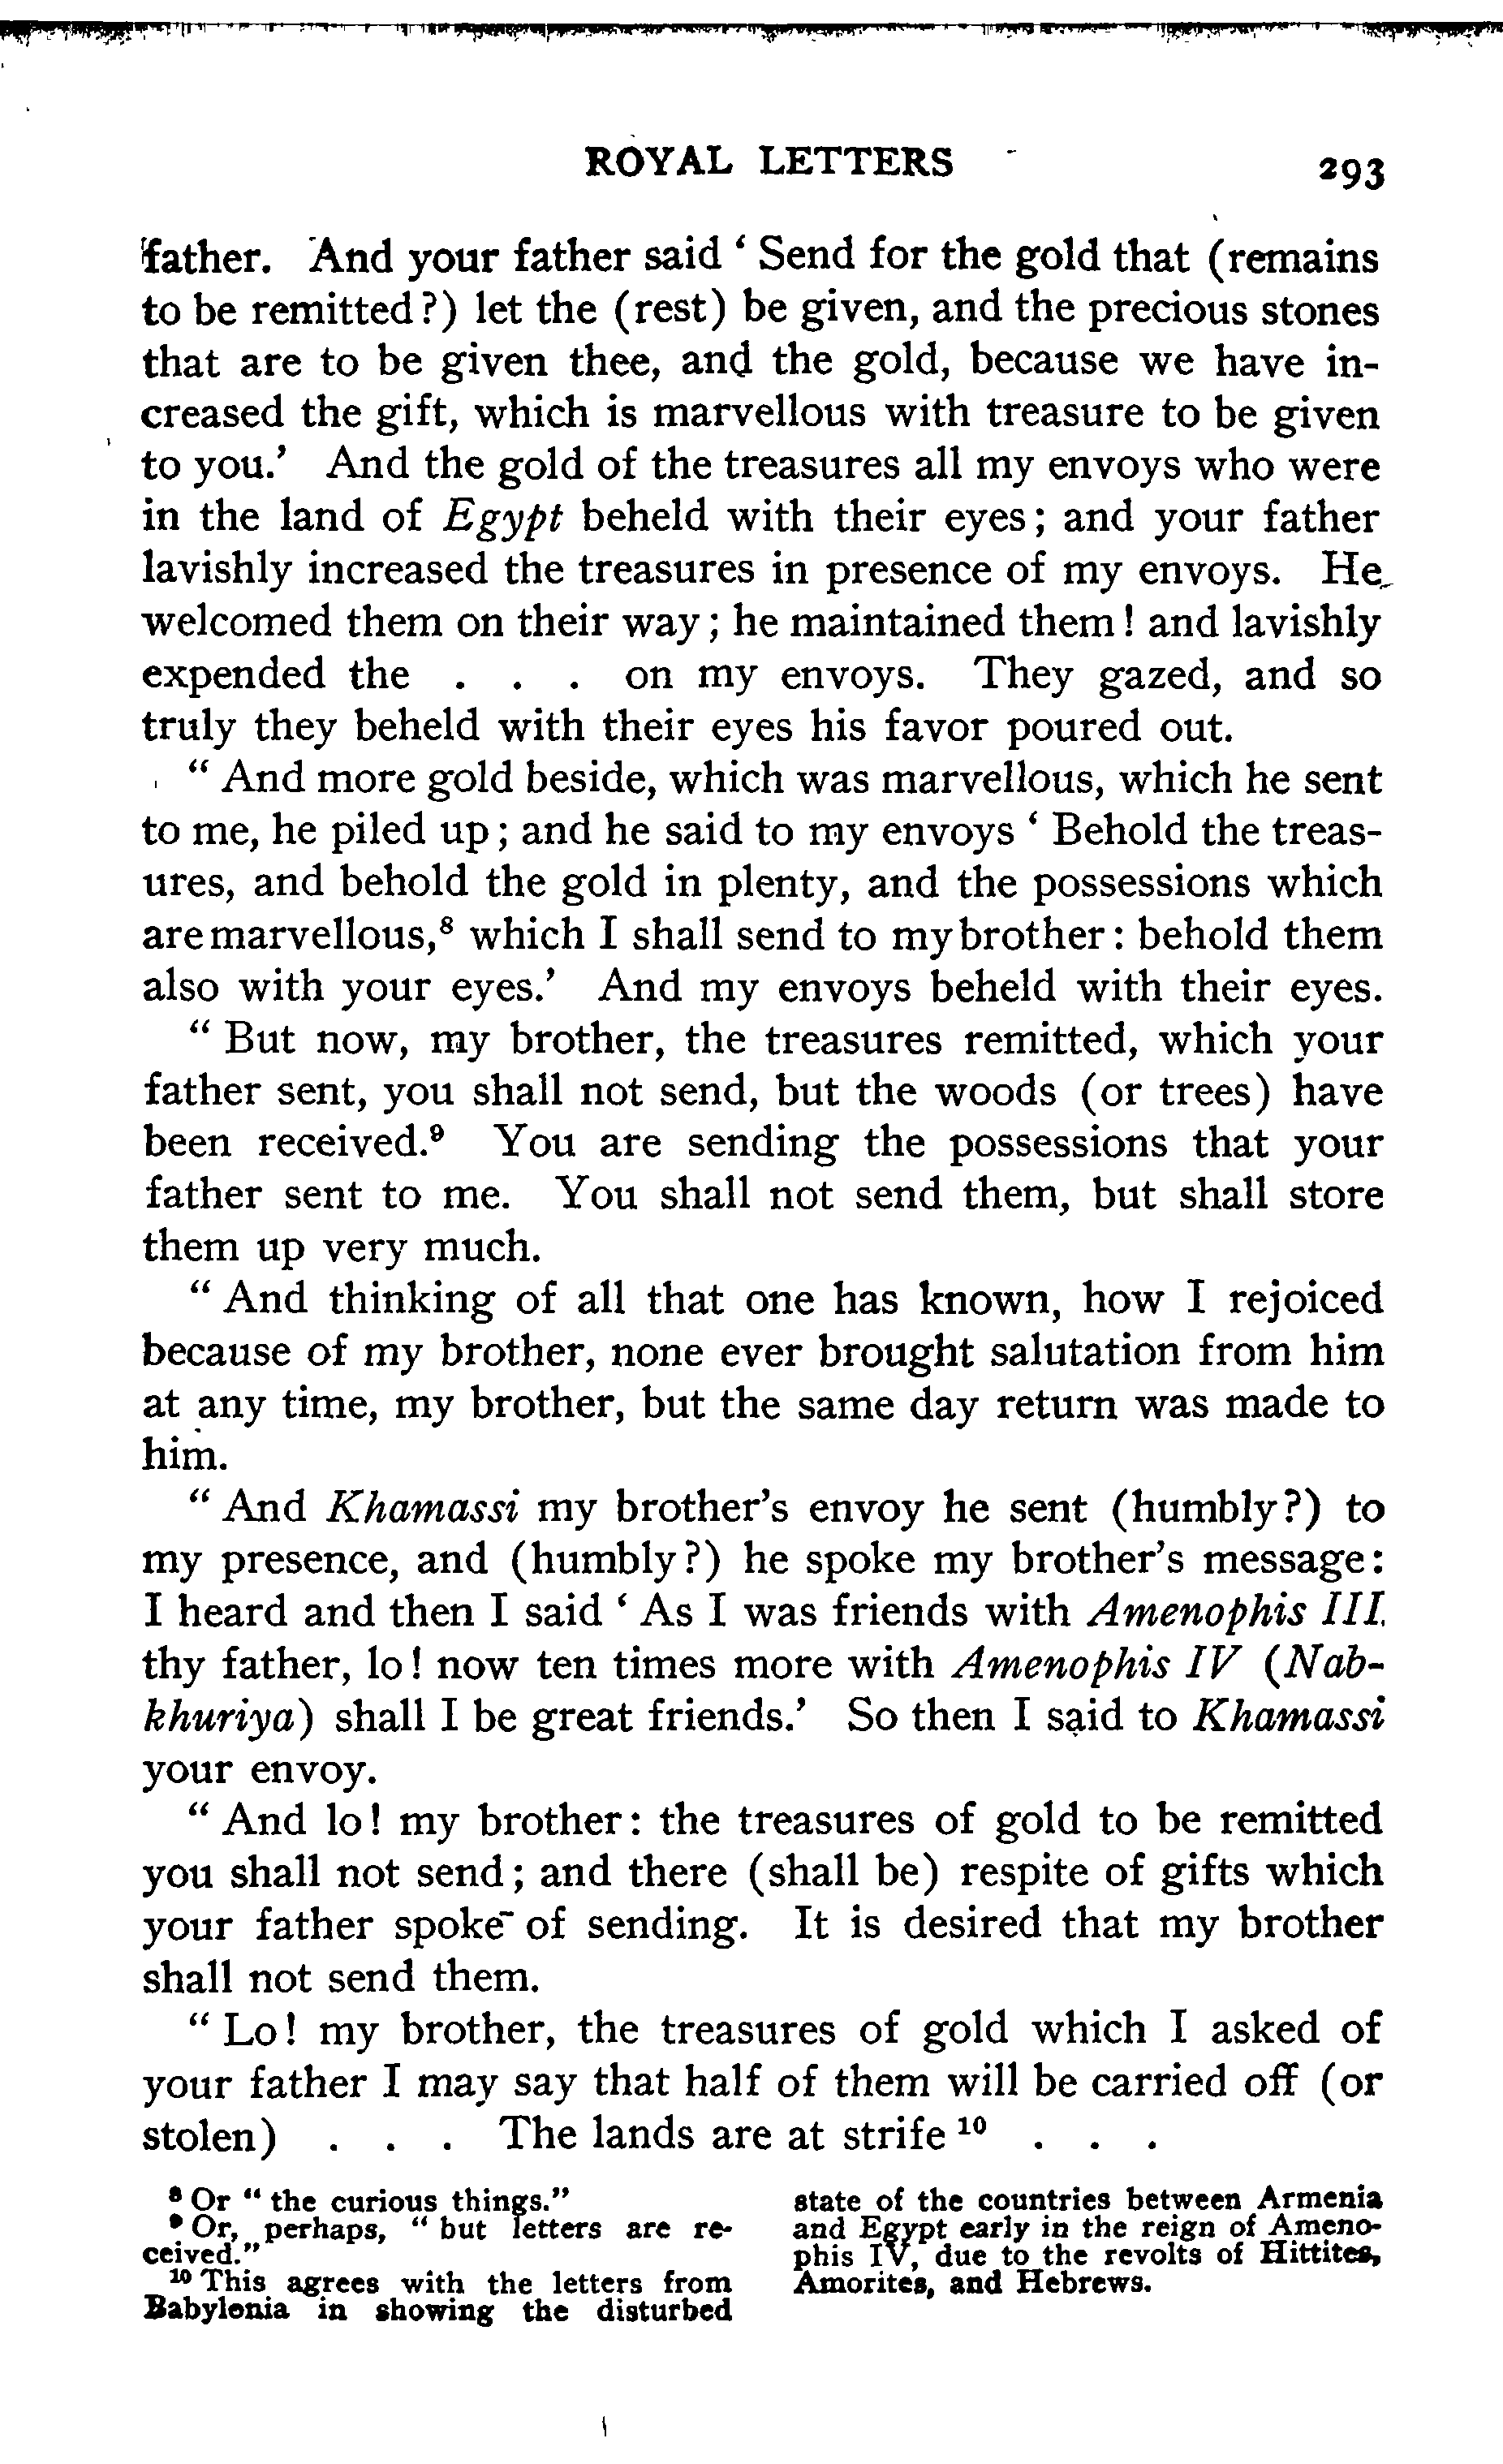 ROYAL LETTERS 293
father. And your father said ‘ Send for the gold that (remains
to be remitted?) let the (rest) be given, and the precious stones
that are to be given thee, and the gold, because we have in-
creased the gift, which is marvellous with treasure to be given
to you.’ And the gold of the treasures all my envoys who were
in the land of Egypt beheld with their eyes; and your father
lavishly increased the treasures in presence of my envoys. He
welcomed them on their way; he maintained them! and lavishly
expended the . . . on my envoys. They gazed, and so
truly they beheld with their eyes his favor poured out.
“ And more gold beside, which was marvellous, which he sent
to me, he piled up; and he said to my envoys ‘ Behold the treas-
ures, and behold the gold in plenty, and the possessions which
are marvellous,⁸ which I shall send to my brother: behold them
also with your eyes.’ And my envoys beheld with their eyes.
“ But now, my brother, the treasures remitted, which your
father sent, you shall not send, but the woods (or trees) have
been received.⁹ You are sending the possessions that your
father sent to me. You shall not send them, but shall store
them up very much.
“ And thinking of all that one has known, how I rejoiced
because of my brother, none ever brought salutation from him
at any time, my brother, but the same day return was made to
him.
“ And Khamassi my brother’s envoy he sent (humbly?) to
my presence, and (humbly?) he spoke my brother’s message:
I heard and then I said ‘ As I was friends with Amenophis III.
thy father, lo! now ten times more with Amenophis IV (Nab-
khuriya) shall I be great friends.’ So then I said to Khamassi
your envoy.
“ And lo! my brother: the treasures of gold to be remitted
you shall not send; and there (shall be) respite of gifts which
your father spoke of sending. It is desired that my brother
shall not send them.
“ Lo! my brother, the treasures of gold which I asked of
your father I may say that half of them will be carried off (or
stolen) . . . The lands are at strife ¹⁰ . . .
⁸ Or “ the curious things.”
⁹ Or, perhaps, “ but letters are re-
ceived.”
¹⁰ This agrees with the letters from
Babylonia in showing the disturbed
state of the countries between Armenia
and Egypt early in the reign of Ameno-
phis IV, due to the revolts of Hittites,
Amorites, and Hebrews.